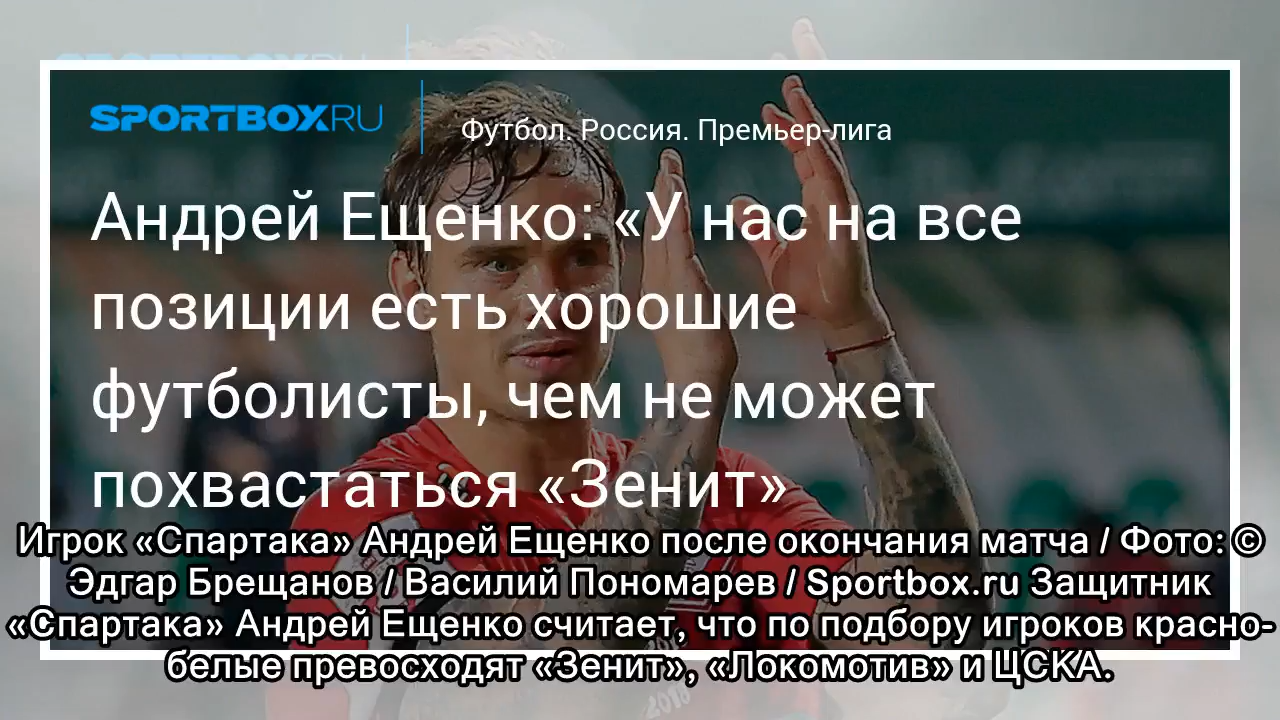 SPORTBOXRU
Футбол. Россия. Премьер-лига
Андрей Ещенко: «У нас на все
позиции есть хорошие
футболисты, чем не может
похвастаться «Зенит»
Игрок «Спартака» Андрей Ещенко после окончания матча / Фото: ©
Эдгар Брещанов / Василий Пономарев / Sportbox.ru Защитник
«Спартака» Андрей Ещенко считает, что по подбору игроков красно-
белые превосходят «Зенит», «Локомотив» и ЦСКА.
2018